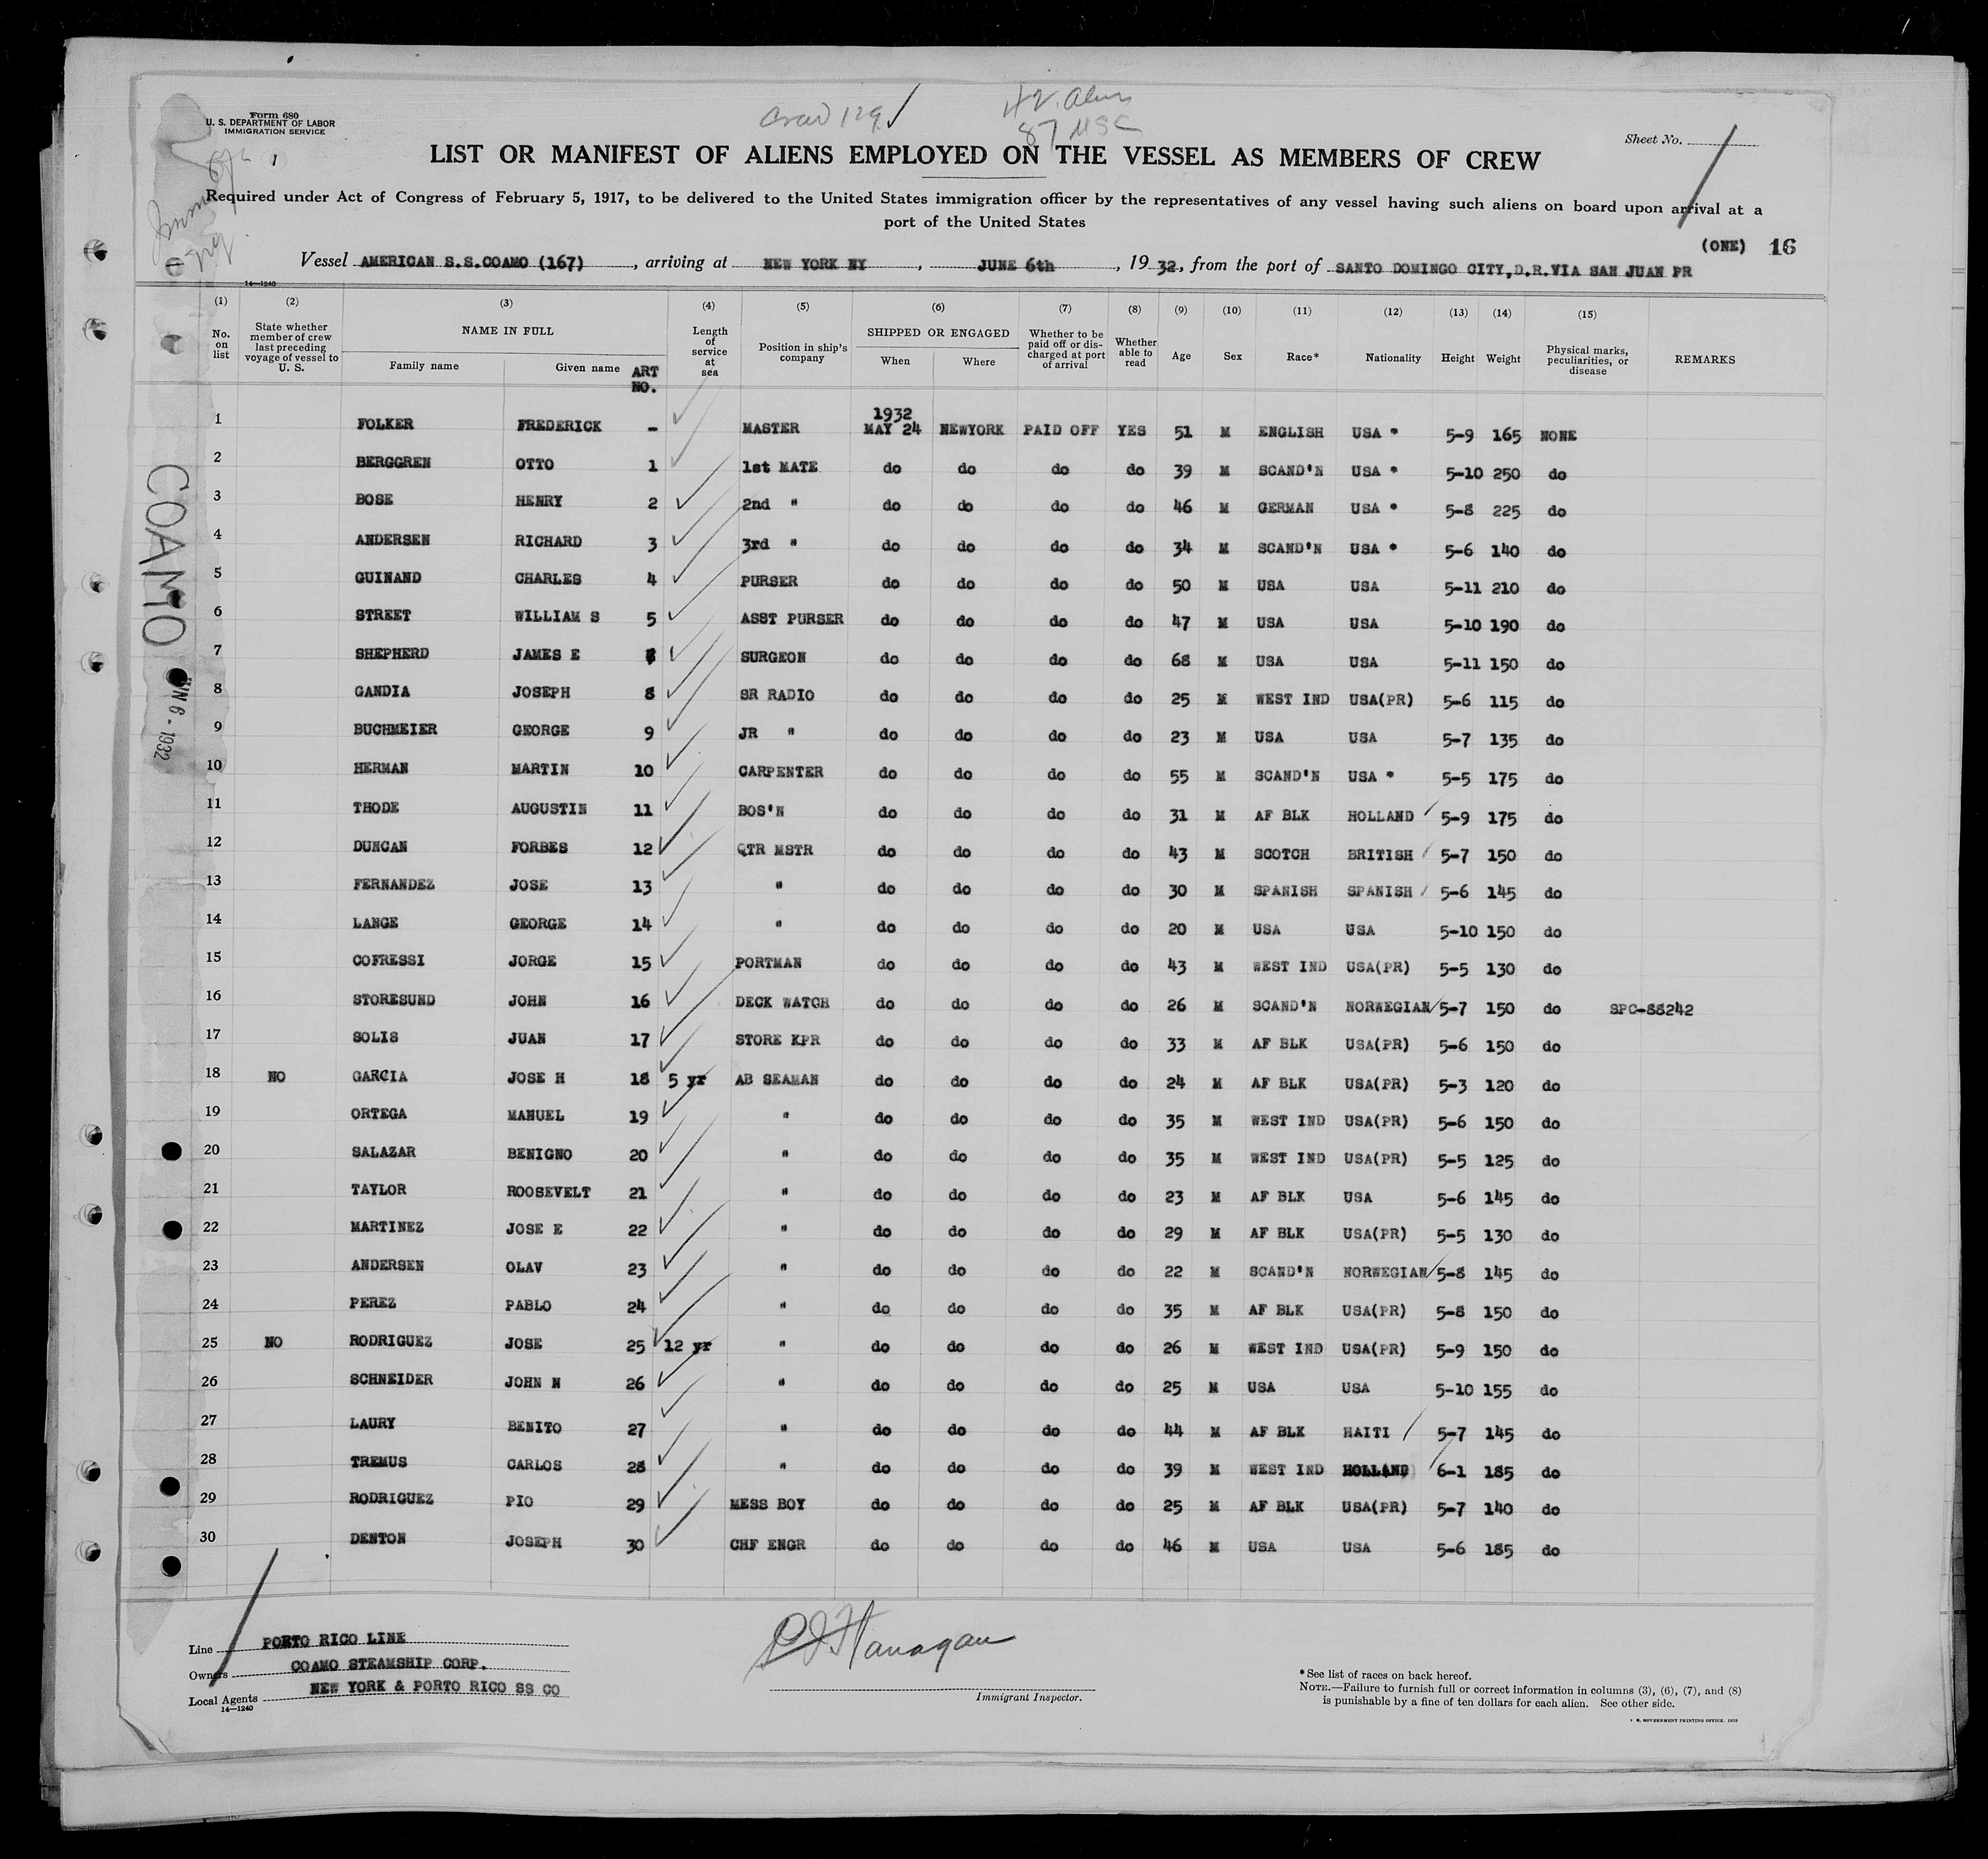 Crew 129
42 Aliens
87 USC
Form 680
U. S. DEPARTMENT OF LABOR
IMMIGRATION SERVICE
1
Sheet No.
LIST OR MANIFEST OF ALIENS EMPLOYED ON THE VESSEL AS MEMBERS OF CREW
Required under Act of Congress of February 5, 1917, to be delivered to the United States immigration officer by the representatives of any vessel having such aliens on board upon arrival at a
port of the United States
(ONE) 16
Vessel AMERICAN S.S.COAMO (167), arriving at NEW YORK NY, JUNE 6th, 1932, from the port of SANTO DOMINGO CITY,D.R.VIA SAN JUAN PR
14—1240
(1) (2) (3) (4) (5) (6) (7) (8) (9) (10) (11) (12) (13) (14) (15)
No. on list State whether member of crew last preceding voyage of vessel to U. S. NAME IN FULL Family name Given name ART NO. Length of service at sea Position in ship's company SHIPPED OR ENGAGED When Where Whether to be paid off or discharged at port of arrival Whether able to read Age Sex Race* Nationality Height Weight Physical marks, peculiarities, or disease REMARKS
1932
1 FOLKER FREDERICK - MASTER MAY 24 NEWYORK PAID OFF YES 51 M ENGLISH USA * 5-9 165 NONE
2 BERGGREN OTTO 1 1st MATE do do do do 39 M SCAND'N USA * 5-10 250 do
3 BOSE HENRY 2 2nd " do do do do 46 M GERMAN USA * 5-8 225 do
4 ANDERSEN RICHARD 3 3rd " do do do do 34 M SCAND'N USA * 5-6 140 do
5 GUINAND CHARLES 4 PURSER do do do do 50 M USA USA 5-11 210 do
6 STREET WILLIAM S 5 ASST PURSER do do do do 47 M USA USA 5-10 190 do
7 SHEPHERD JAMES E SURGEON do do do do 68 M USA USA 5-11 150 do
8 GANDIA JOSEPH 8 SR RADIO do do do do 25 M WEST IND USA(PR) 5-6 115 do
9 BUCHMEIER GEORGE 9 JR " do do do do 23 M USA USA 5-7 135 do
10 HERMAN MARTIN 10 CARPENTER do do do do 55 M SCAND'N USA * 5-5 175 do
11 THODE AUGUSTIN 11 BOS'N do do do do 31 M AF BLK HOLLAND 5-9 175 do
12 DUNCAN FORBES 12 QTR MSTR do do do do 43 M SCOTCH BRITISH 5-7 150 do
13 FERNANDEZ JOSE 13 " do do do do 30 M SPANISH SPANISH 5-6 145 do
14 LANGE GEORGE 14 " do do do do 20 M USA USA 5-10 150 do
15 COFRESSI JORGE 15 PORTMAN do do do do 43 M WEST IND USA(PR) 5-5 130 do
16 STORESUND JOHN 16 DECK WATCH do do do do 26 M SCAND'N NORWEGIAN 5-7 150 do SPC-88242
17 SOLIS JUAN 17 STORE KPR do do do do 33 M AF BLK USA(PR) 5-6 150 do
18 NO GARCIA JOSE H 18 5 yr AB SEAMAN do do do do 24 M AF BLK USA(PR) 5-3 120 do
19 ORTEGA MANUEL 19 " do do do do 35 M WEST IND USA(PR) 5-6 150 do
20 SALAZAR BENIGNO 20 " do do do do 35 M WEST IND USA(PR) 5-5 125 do
21 TAYLOR ROOSEVELT 21 " do do do do 23 M AF BLK USA 5-6 145 do
22 MARTINEZ JOSE E 22 " do do do do 29 M AF BLK USA(PR) 5-5 130 do
23 ANDERSEN OLAV 23 " do do do do 22 M SCAND'N NORWEGIAN 5-8 145 do
24 PEREZ PABLO 24 " do do do do 35 M AF BLK USA(PR) 5-8 150 do
25 NO RODRIGUEZ JOSE 25 12 yr " do do do do 26 M WEST IND USA(PR) 5-9 150 do
26 SCHNEIDER JOHN N 26 " do do do do 25 M USA USA 5-10 155 do
27 LAURY BENITO 27 " do do do do 44 M AF BLK HAITI 5-7 145 do
28 TREMUS CARLOS 28 " do do do do 39 M WEST IND HOLLAND 6-1 185 do
29 RODRIGUEZ PIO 29 MESS BOY do do do do 25 M AF BLK USA(PR) 5-7 140 do
30 DENTON JOSEPH 30 CHF ENGR do do do do 46 M USA USA 5-6 185 do
COAMO
JUN 6 - 1932
Line PORTO RICO LINE
Owners COAMO STEAMSHIP CORP.
Local Agents NEW YORK & PORTO RICO SS CO
14—1240
Flanagan
Immigrant Inspector.
* See list of races on back hereof.
NOTE.—Failure to furnish full or correct information in columns (3), (6), (7), and (8)
is punishable by a fine of ten dollars for each alien. See other side.